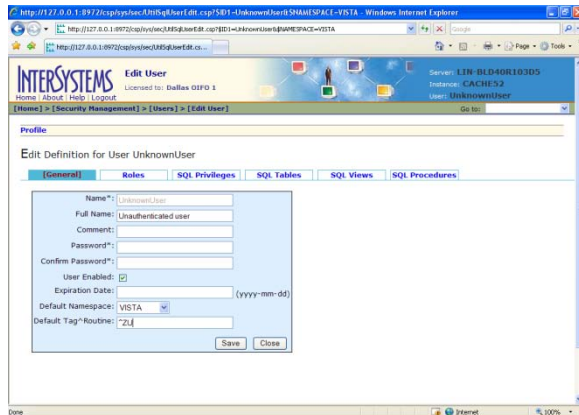 http://127.0.0.1:8972/csp/sys/sec/UtilSqlUserEdit.csp?$ID1=UnknownUser&$NAMESPACE=VISTA - Windows Internet Explorer
http://127.0.0.1:8972/csp/sys/sec/UtilSqlUserEdit.csp?$ID1=UnknownUser&$NAMESPACE=VISTA
Google
http://127.0.0.1:8972/csp/sys/sec/UtilSqlUserEdit.cs...
Page
Tools
INTERSYSTEMS
Edit User
Licensed to: Dallas OIFO 1
Server: LIN-BLD40R103D5
Instance: CACHE52
User: UnknownUser
Home | About | Help | Logout
[Home] > [Security Management] > [Users] > [Edit User]
Go to:
Profile
Edit Definition for User UnknownUser
[General] Roles SQL Privileges SQL Tables SQL Views SQL Procedures
Name*: UnknownUser
Full Name: Unauthenticated user
Comment:
Password*:
Confirm Password*:
User Enabled:
Expiration Date: (yyyy-mm-dd)
Default Namespace: VISTA
Default Tag^Routine: ^ZU
Save Close
Done
Internet
100%